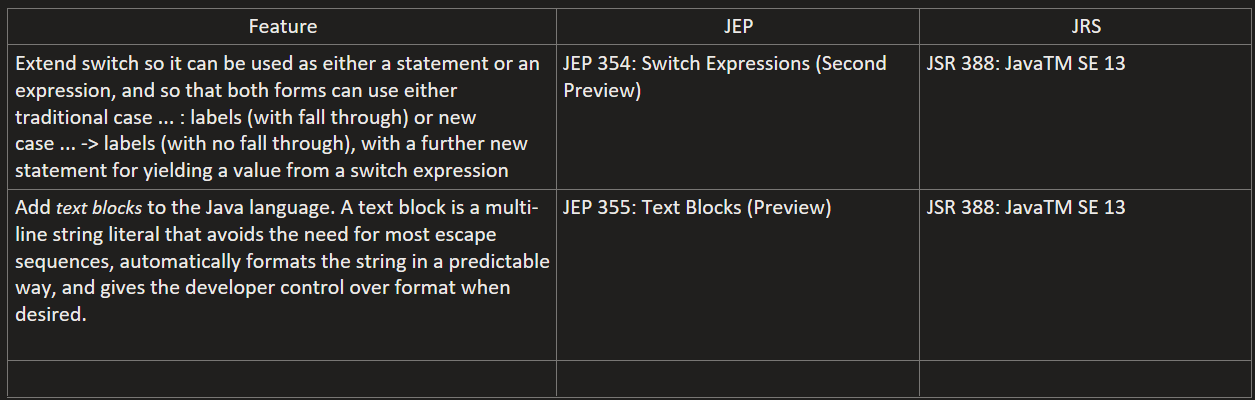 Feature
JEP
JRS
Extend switch so it can be used as either a statement or an
expression, and so that both forms can use either
traditional case ... : labels (with fall through) or new
case ... -> labels (with no fall through), with a further new
statement for yielding a value from a switch expression
JEP 354: Switch Expressions (Second
Preview)
JSR 388: JavaTM SE 13
Add text blocks to the Java language. A text block is a multi-
line string literal that avoids the need for most escape
sequences, automatically formats the string in a predictable
way, and gives the developer control over format when
desired.
JEP 355: Text Blocks (Preview)
JSR 388: JavaTM SE 13